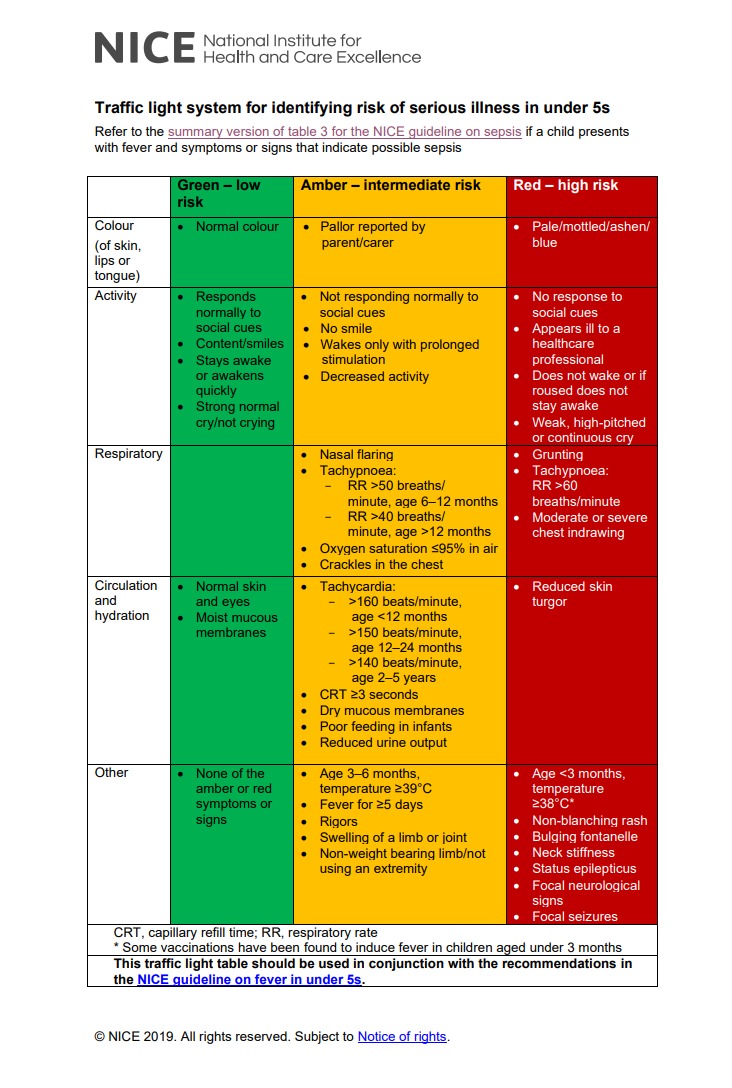 NICE National Institute for
Health and Care Excellence
Traffic light system for identifying risk of serious illness in under 5s
Refer to the summary version of table 3 for the NICE guideline on sepsis if a child presents
with fever and symptoms or signs that indicate possible sepsis
Green – low
risk
Amber – intermediate risk
Red – high risk
Colour
(of skin,
lips or
tongue)
• Normal colour
• Pallor reported by
parent/carer
• Pale/mottled/ashen/
blue
Activity
• Responds
normally to
social cues
• Content/smiles
• Stays awake
or awakens
quickly
• Strong normal
cry/not crying
• Not responding normally to
social cues
• No smile
• Wakes only with prolonged
stimulation
• Decreased activity
• No response to
social cues
• Appears ill to a
healthcare
professional
• Does not wake or if
roused does not
stay awake
• Weak, high-pitched
or continuous cry
Respiratory
• Nasal flaring
• Tachypnoea:
− RR >50 breaths/
minute, age 6–12 months
− RR >40 breaths/
minute, age >12 months
• Oxygen saturation ≤95% in air
• Crackles in the chest
• Grunting
• Tachypnoea:
RR >60
breaths/minute
• Moderate or severe
chest indrawing
Circulation
and
hydration
• Normal skin
and eyes
• Moist mucous
membranes
• Tachycardia:
− >160 beats/minute,
age <12 months
− >150 beats/minute,
age 12–24 months
− >140 beats/minute,
age 2–5 years
• CRT ≥3 seconds
• Dry mucous membranes
• Poor feeding in infants
• Reduced urine output
• Reduced skin
turgor
Other
• None of the
amber or red
symptoms or
signs
• Age 3–6 months,
temperature ≥39°C
• Fever for ≥5 days
• Rigors
• Swelling of a limb or joint
• Non-weight bearing limb/not
using an extremity
• Age <3 months,
temperature
≥38°C*
• Non-blanching rash
• Bulging fontanelle
• Neck stiffness
• Status epilepticus
• Focal neurological
signs
• Focal seizures
CRT, capillary refill time; RR, respiratory rate
* Some vaccinations have been found to induce fever in children aged under 3 months
This traffic light table should be used in conjunction with the recommendations in
the NICE guideline on fever in under 5s.
© NICE 2019. All rights reserved. Subject to Notice of rights.